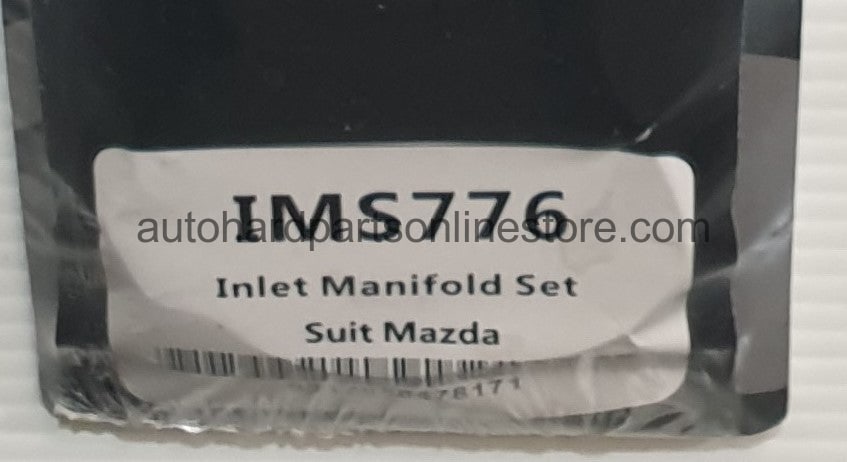 IMS776
autohardpartsonlinestore.com
Inlet Manifold Set
Suit Mazda